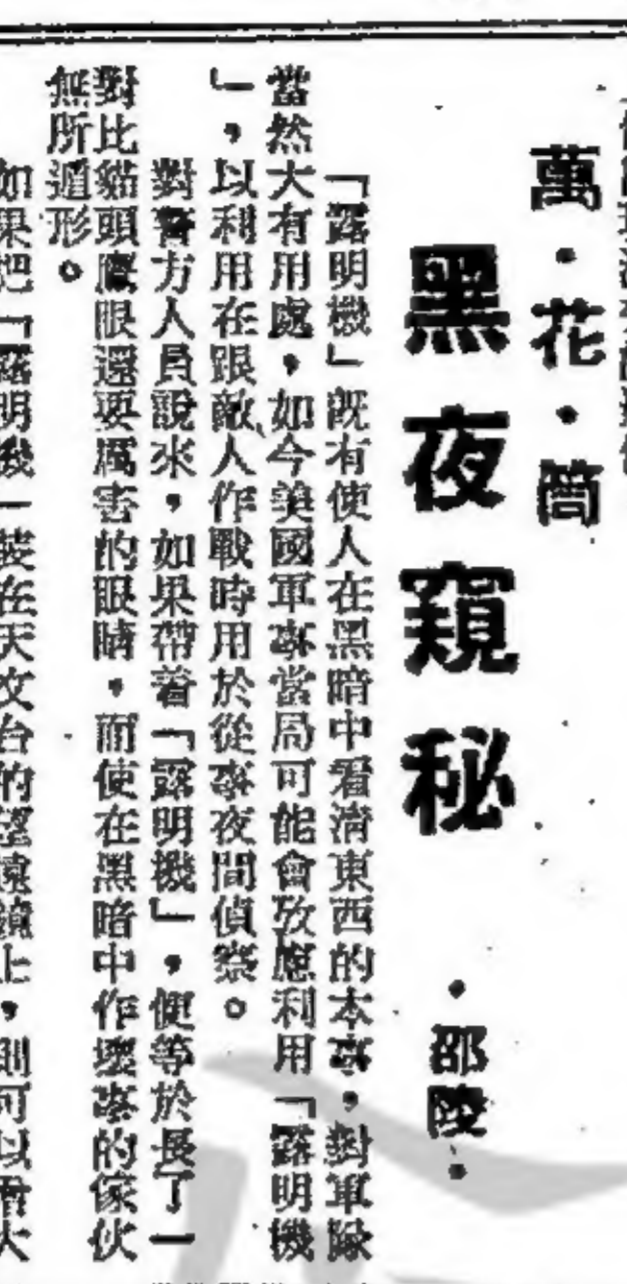 萬・花・筒
黑夜窺秘
・邵陵・
「露明機」既有使人在黑暗中看清東西的本事，對軍隊
當然大有用處，如今美國軍事當局可能會攷慮利用「露明機
」，以利用在跟敵人作戰時用於從事夜間偵察。
對警方人員說來，如果帶着「露明機」，便等於長了一
對比貓頭鷹眼還要厲害的眼睛，而使在黑暗中作壞事的傢伙
無所遁形。
如果把「露明機」裝在天文台的望遠鏡上，則可以看大